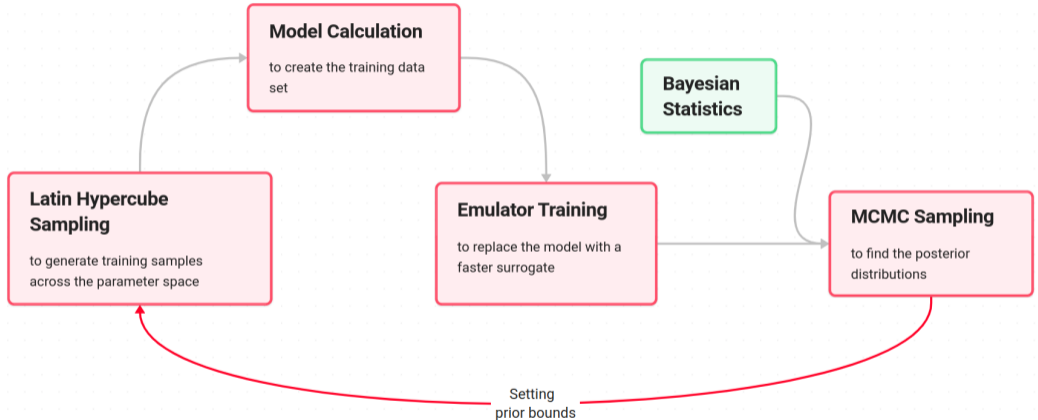 Model Calculation
to create the training data
set
Bayesian
Statistics
Latin Hypercube
Sampling
to generate training samples
across the parameter space
Emulator Training
to replace the model with a
faster surrogate
MCMC Sampling
to find the posterior
distributions
Setting
prior bounds